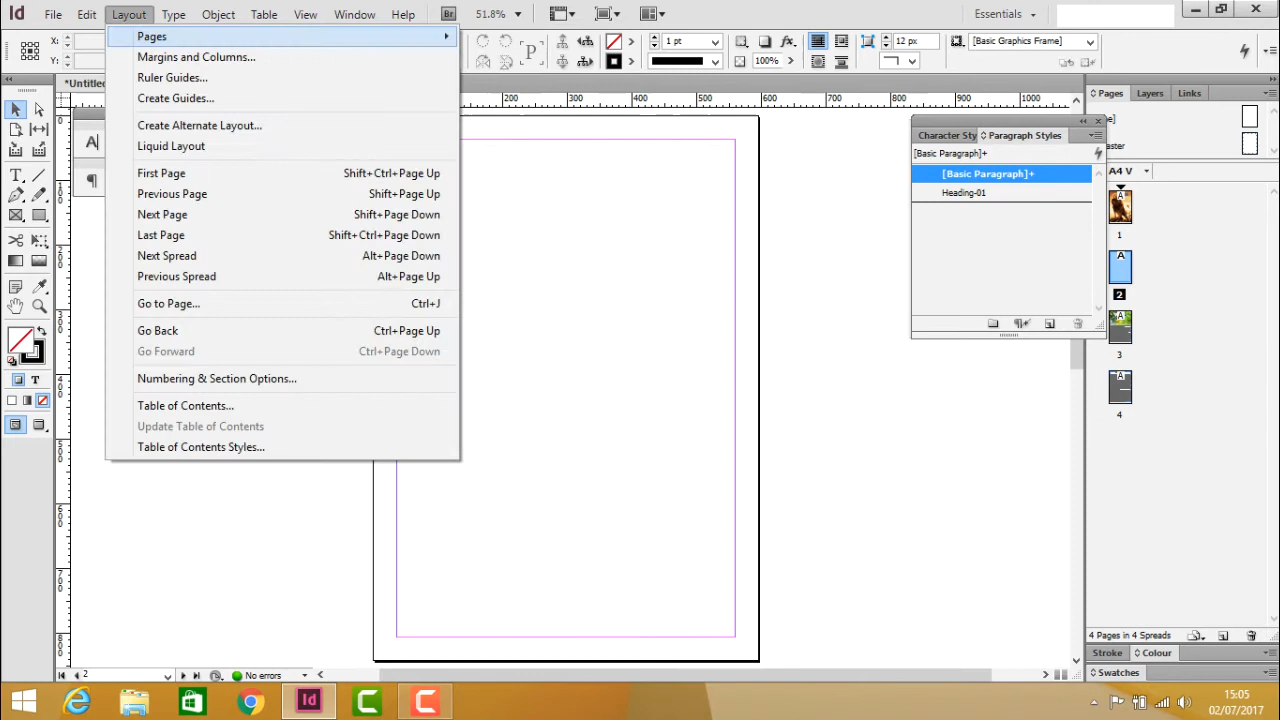 Id File Edit Layout Type Object Table View Window Help Br 51.8% Essentials
X:
Y:
1 pt
100%
12 px
[Basic Graphics Frame]
*Untitled
200 300 400 500 600 700 800 900 1000
Pages
Margins and Columns...
Ruler Guides...
Create Guides...
Create Alternate Layout...
Liquid Layout
First Page Shift+Ctrl+Page Up
Previous Page Shift+Page Up
Next Page Shift+Page Down
Last Page Shift+Ctrl+Page Down
Next Spread Alt+Page Down
Previous Spread Alt+Page Up
Go to Page... Ctrl+J
Go Back Ctrl+Page Up
Go Forward Ctrl+Page Down
Numbering & Section Options...
Table of Contents...
Update Table of Contents
Table of Contents Styles...
Character Sty Paragraph Styles
[Basic Paragraph]+
[Basic Paragraph]+
Heading-01
Pages Layers Links
e]
aster
A4 V
A
1
A
2
A
3
A
4
4 Pages in 4 Spreads
Stroke Colour
Swatches
2 No errors
Id
15:05
02/07/2017